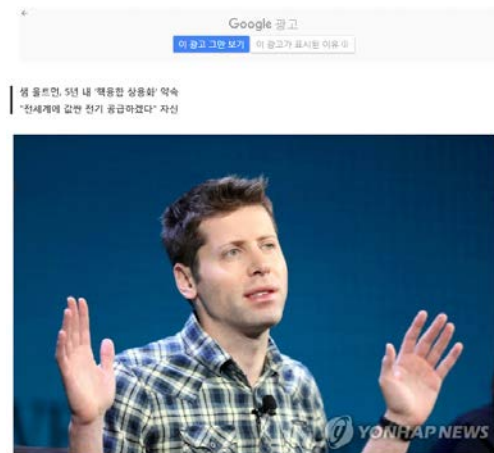 Google 광고
이 광고 그만 보기
이 광고가 표시된 이유 ⓘ
샘 올트먼, 5년 내 '핵융합 상용화' 약속
"전세계에 값싼 전기 공급하겠다" 자신
YONHAP NEWS